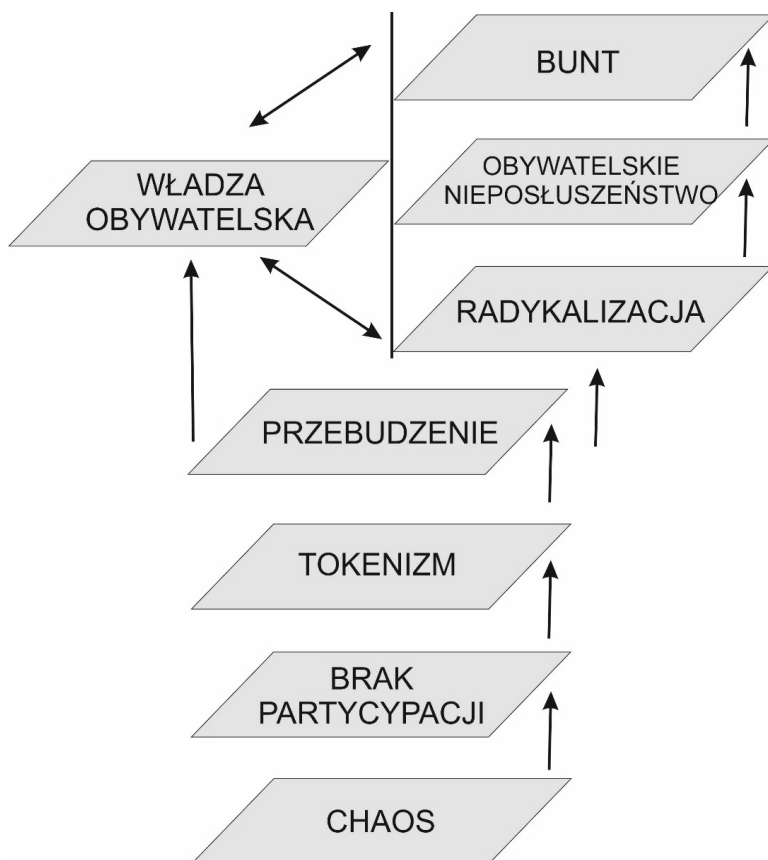 BUNT
OBYWATELSKIE
NIEPOSŁUSZEŃSTWO
WŁADZA
OBYWATELSKA
RADYKALIZACJA
PRZEBUDZENIE
TOKENIZM
BRAK
PARTYCYPACJI
CHAOS